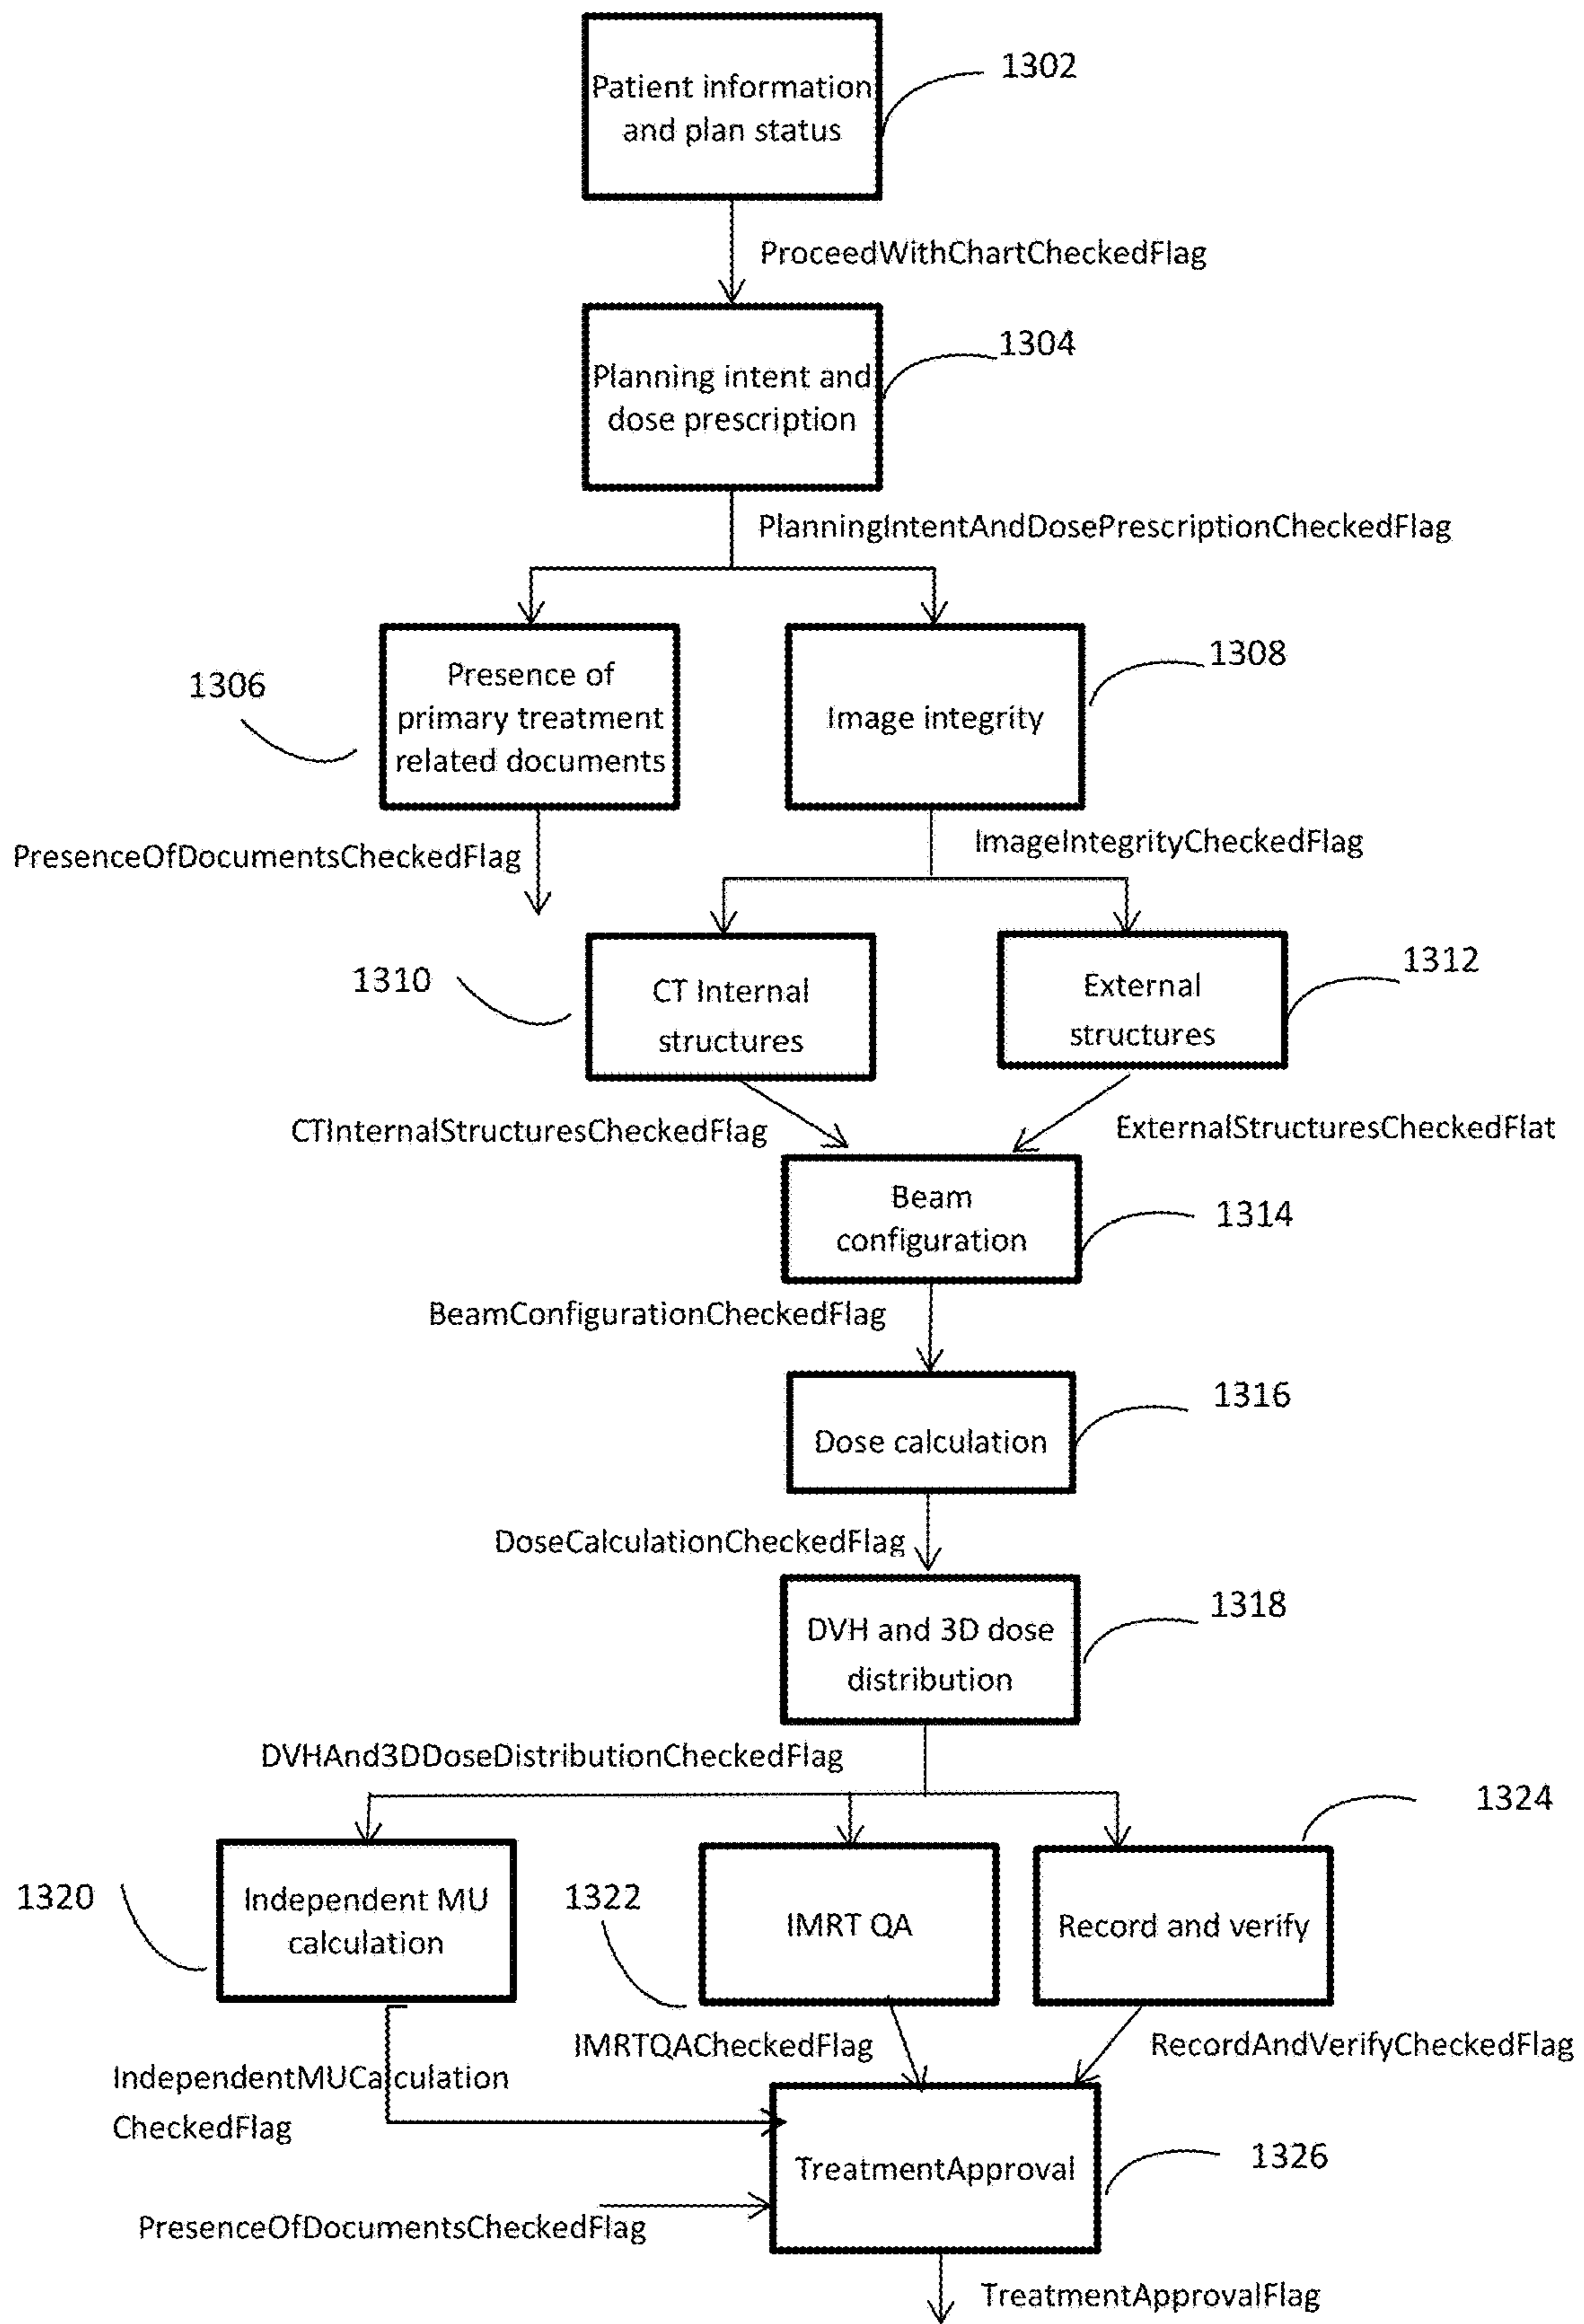 Patient information
and plan status
1302
ProceedWithChartCheckedFlag
1304
Planning intent and
dose prescription
PlanningIntentAndDosePrescriptionCheckedFlag
1306
Presence of
primary treatment
related documents
1308
Image integrity
PresenceOfDocumentsCheckedFlag
ImageIntegrityCheckedFlag
1310
CT Internal
structures
External
structures
1312
CTInternalStructuresCheckedFlag
ExternalStructuresCheckedFlat
Beam
configuration
1314
BeamConfigurationCheckedFlag
1316
Dose calculation
DoseCalculationCheckedFlag
1318
DVH and 3D dose
distribution
DVHAnd3DDoseDistributionCheckedFlag
1324
1320
Independent MU
calculation
1322
IMRT QA
Record and verify
IMRTQACheckedFlag
RecordAndVerifyCheckedFlag
IndependentMUCalculation
CheckedFlag
TreatmentApproval
1326
PresenceOfDocumentsCheckedFlag
TreatmentApprovalFlag